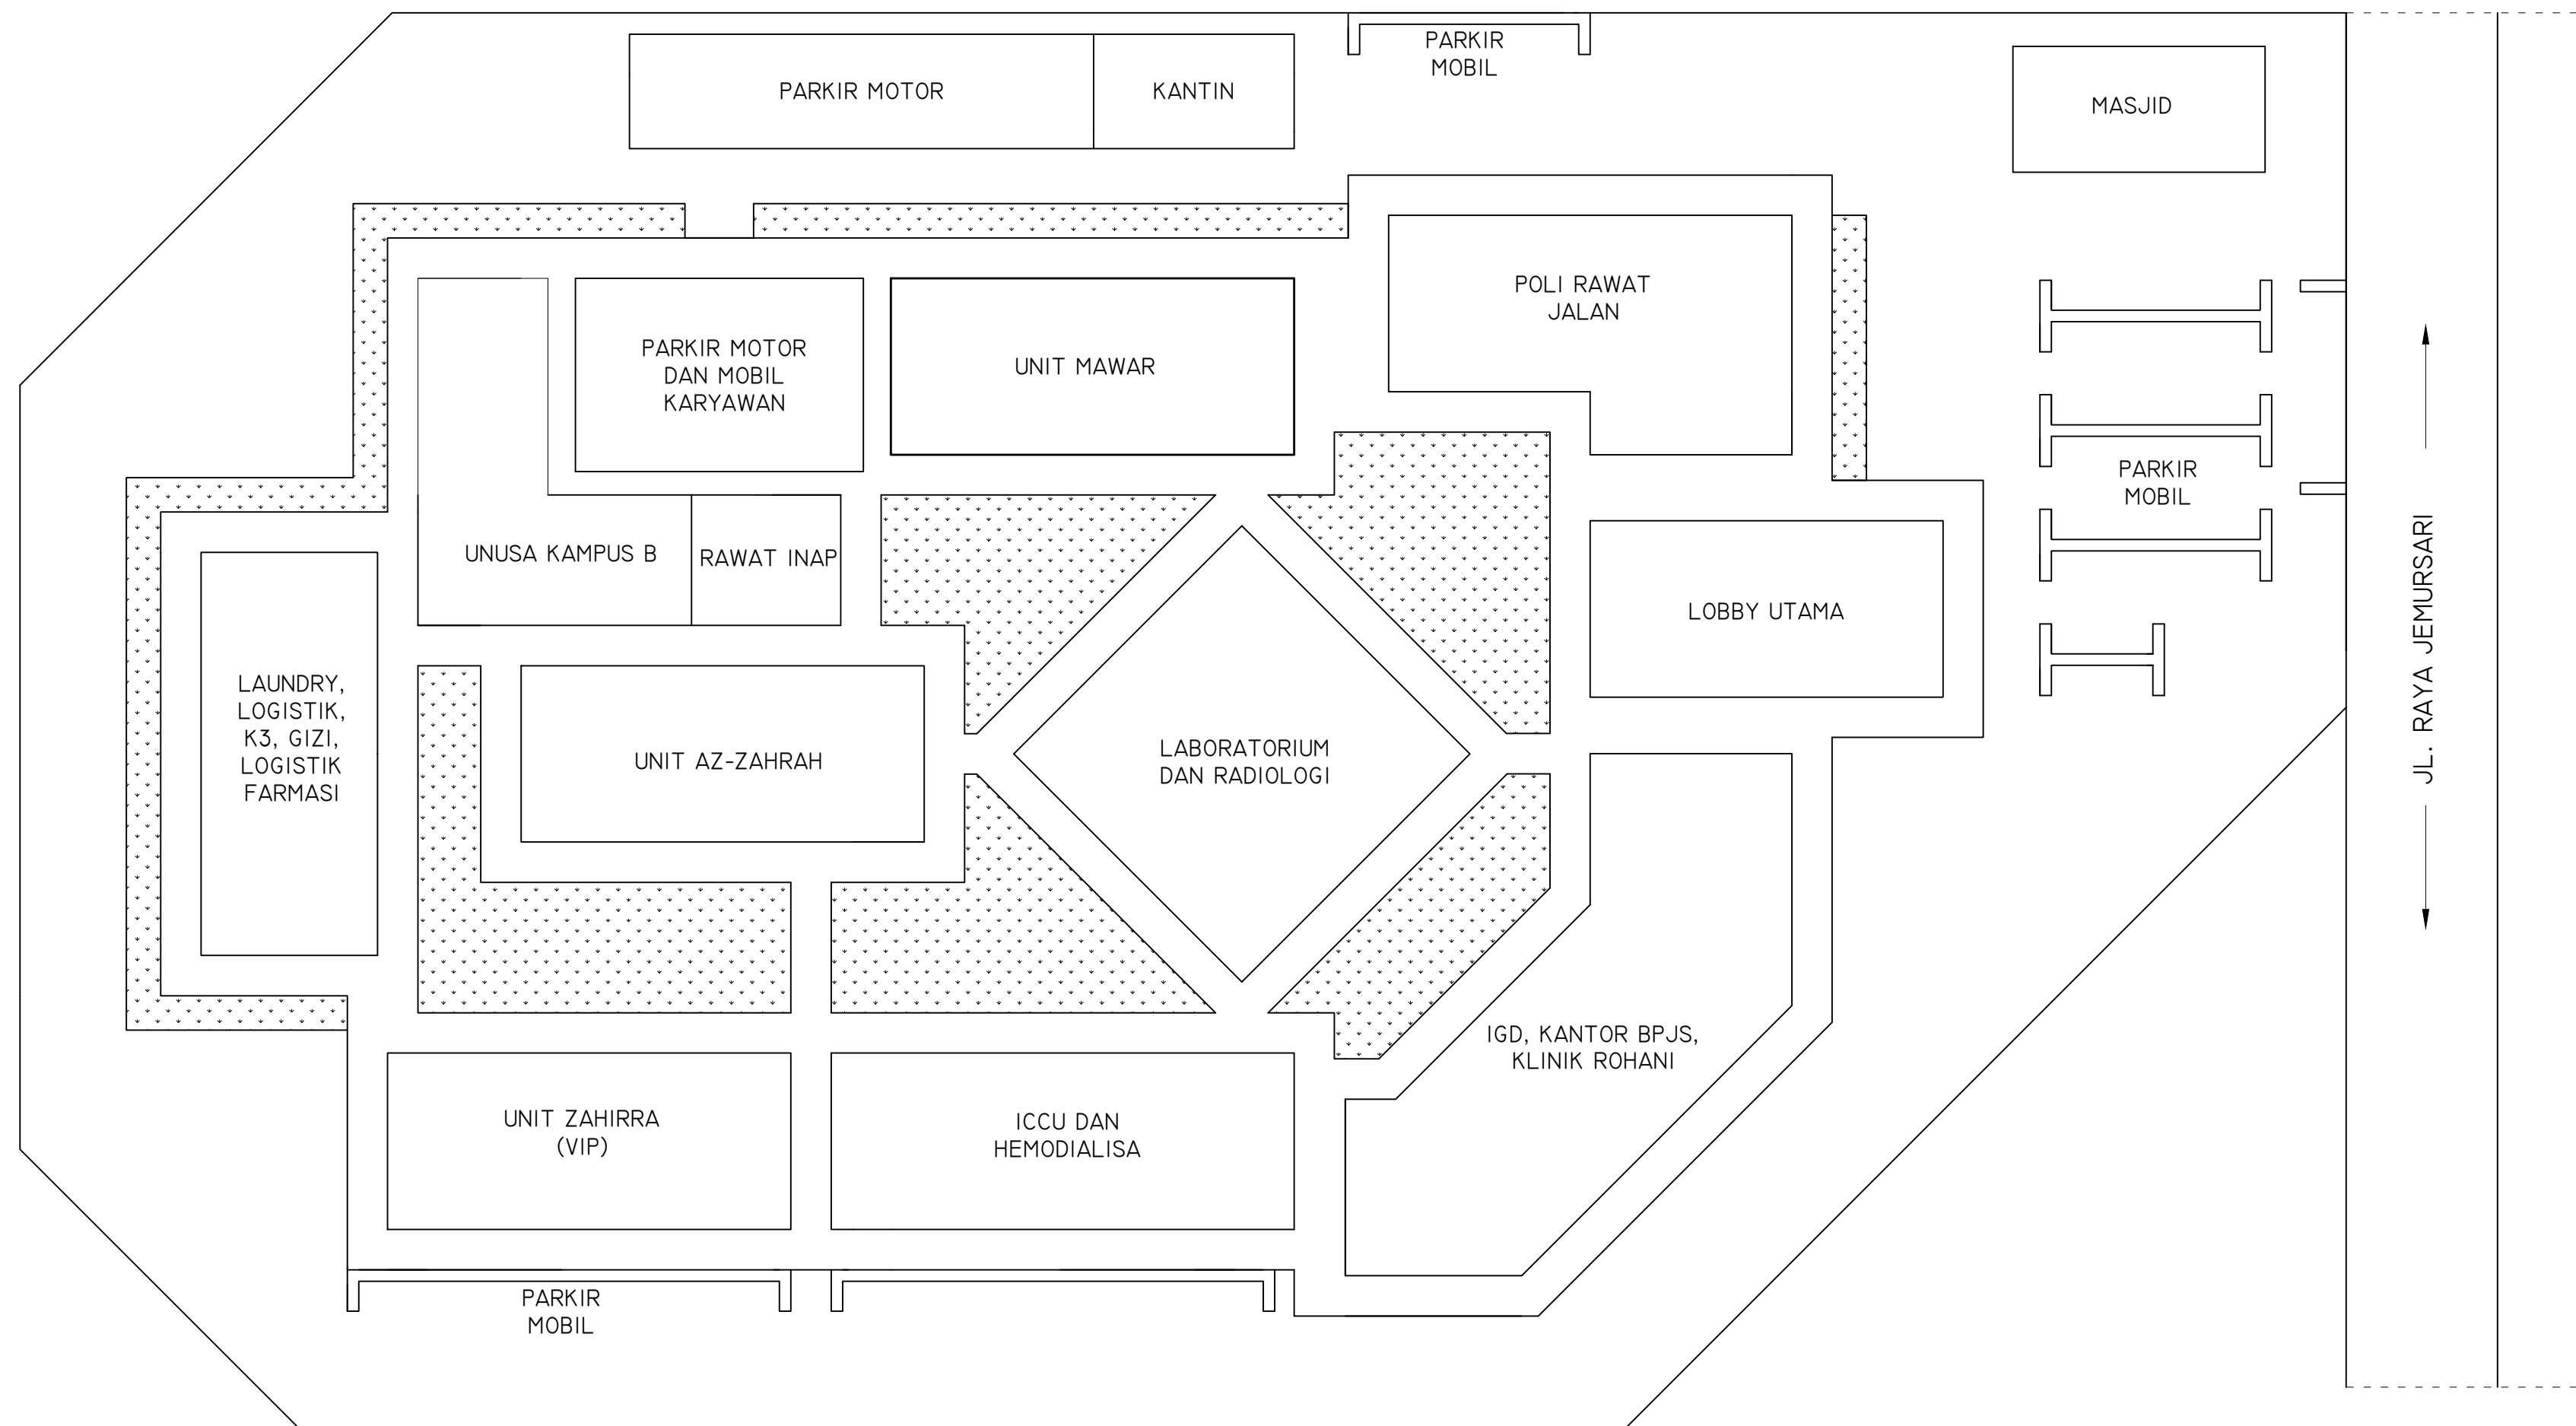 PARKIR MOTOR
KANTIN
PARKIR
MOBIL
MASJID
PARKIR MOTOR
DAN MOBIL
KARYAWAN
UNIT MAWAR
POLI RAWAT
JALAN
PARKIR
MOBIL
UNUSA KAMPUS B
RAWAT INAP
LOBBY UTAMA
JL. RAYA JEMURSARI
LAUNDRY,
LOGISTIK,
K3, GIZI,
LOGISTIK
FARMASI
UNIT AZ-ZAHRAH
LABORATORIUM
DAN RADIOLOGI
IGD, KANTOR BPJS,
KLINIK ROHANI
UNIT ZAHIRRA
(VIP)
ICCU DAN
HEMODIALISA
PARKIR
MOBIL